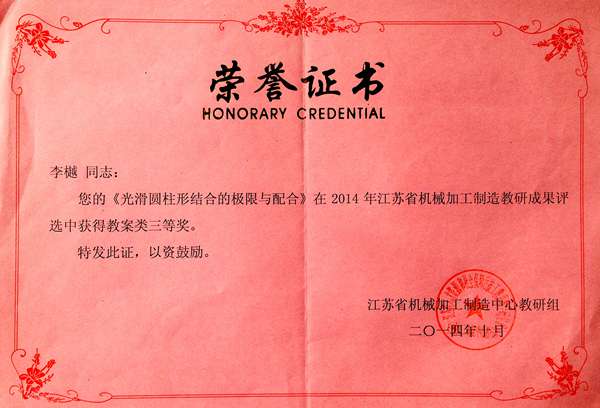 荣誉证书
HONORARY CREDENTIAL
李樾 同志：
您的《光滑圆柱形结合的极限与配合》在 2014 年江苏省机械加工制造教研成果评
选中获得教案类三等奖。
特发此证，以资鼓励。
江苏省机械加工制造中心教研组
二〇一四年十月